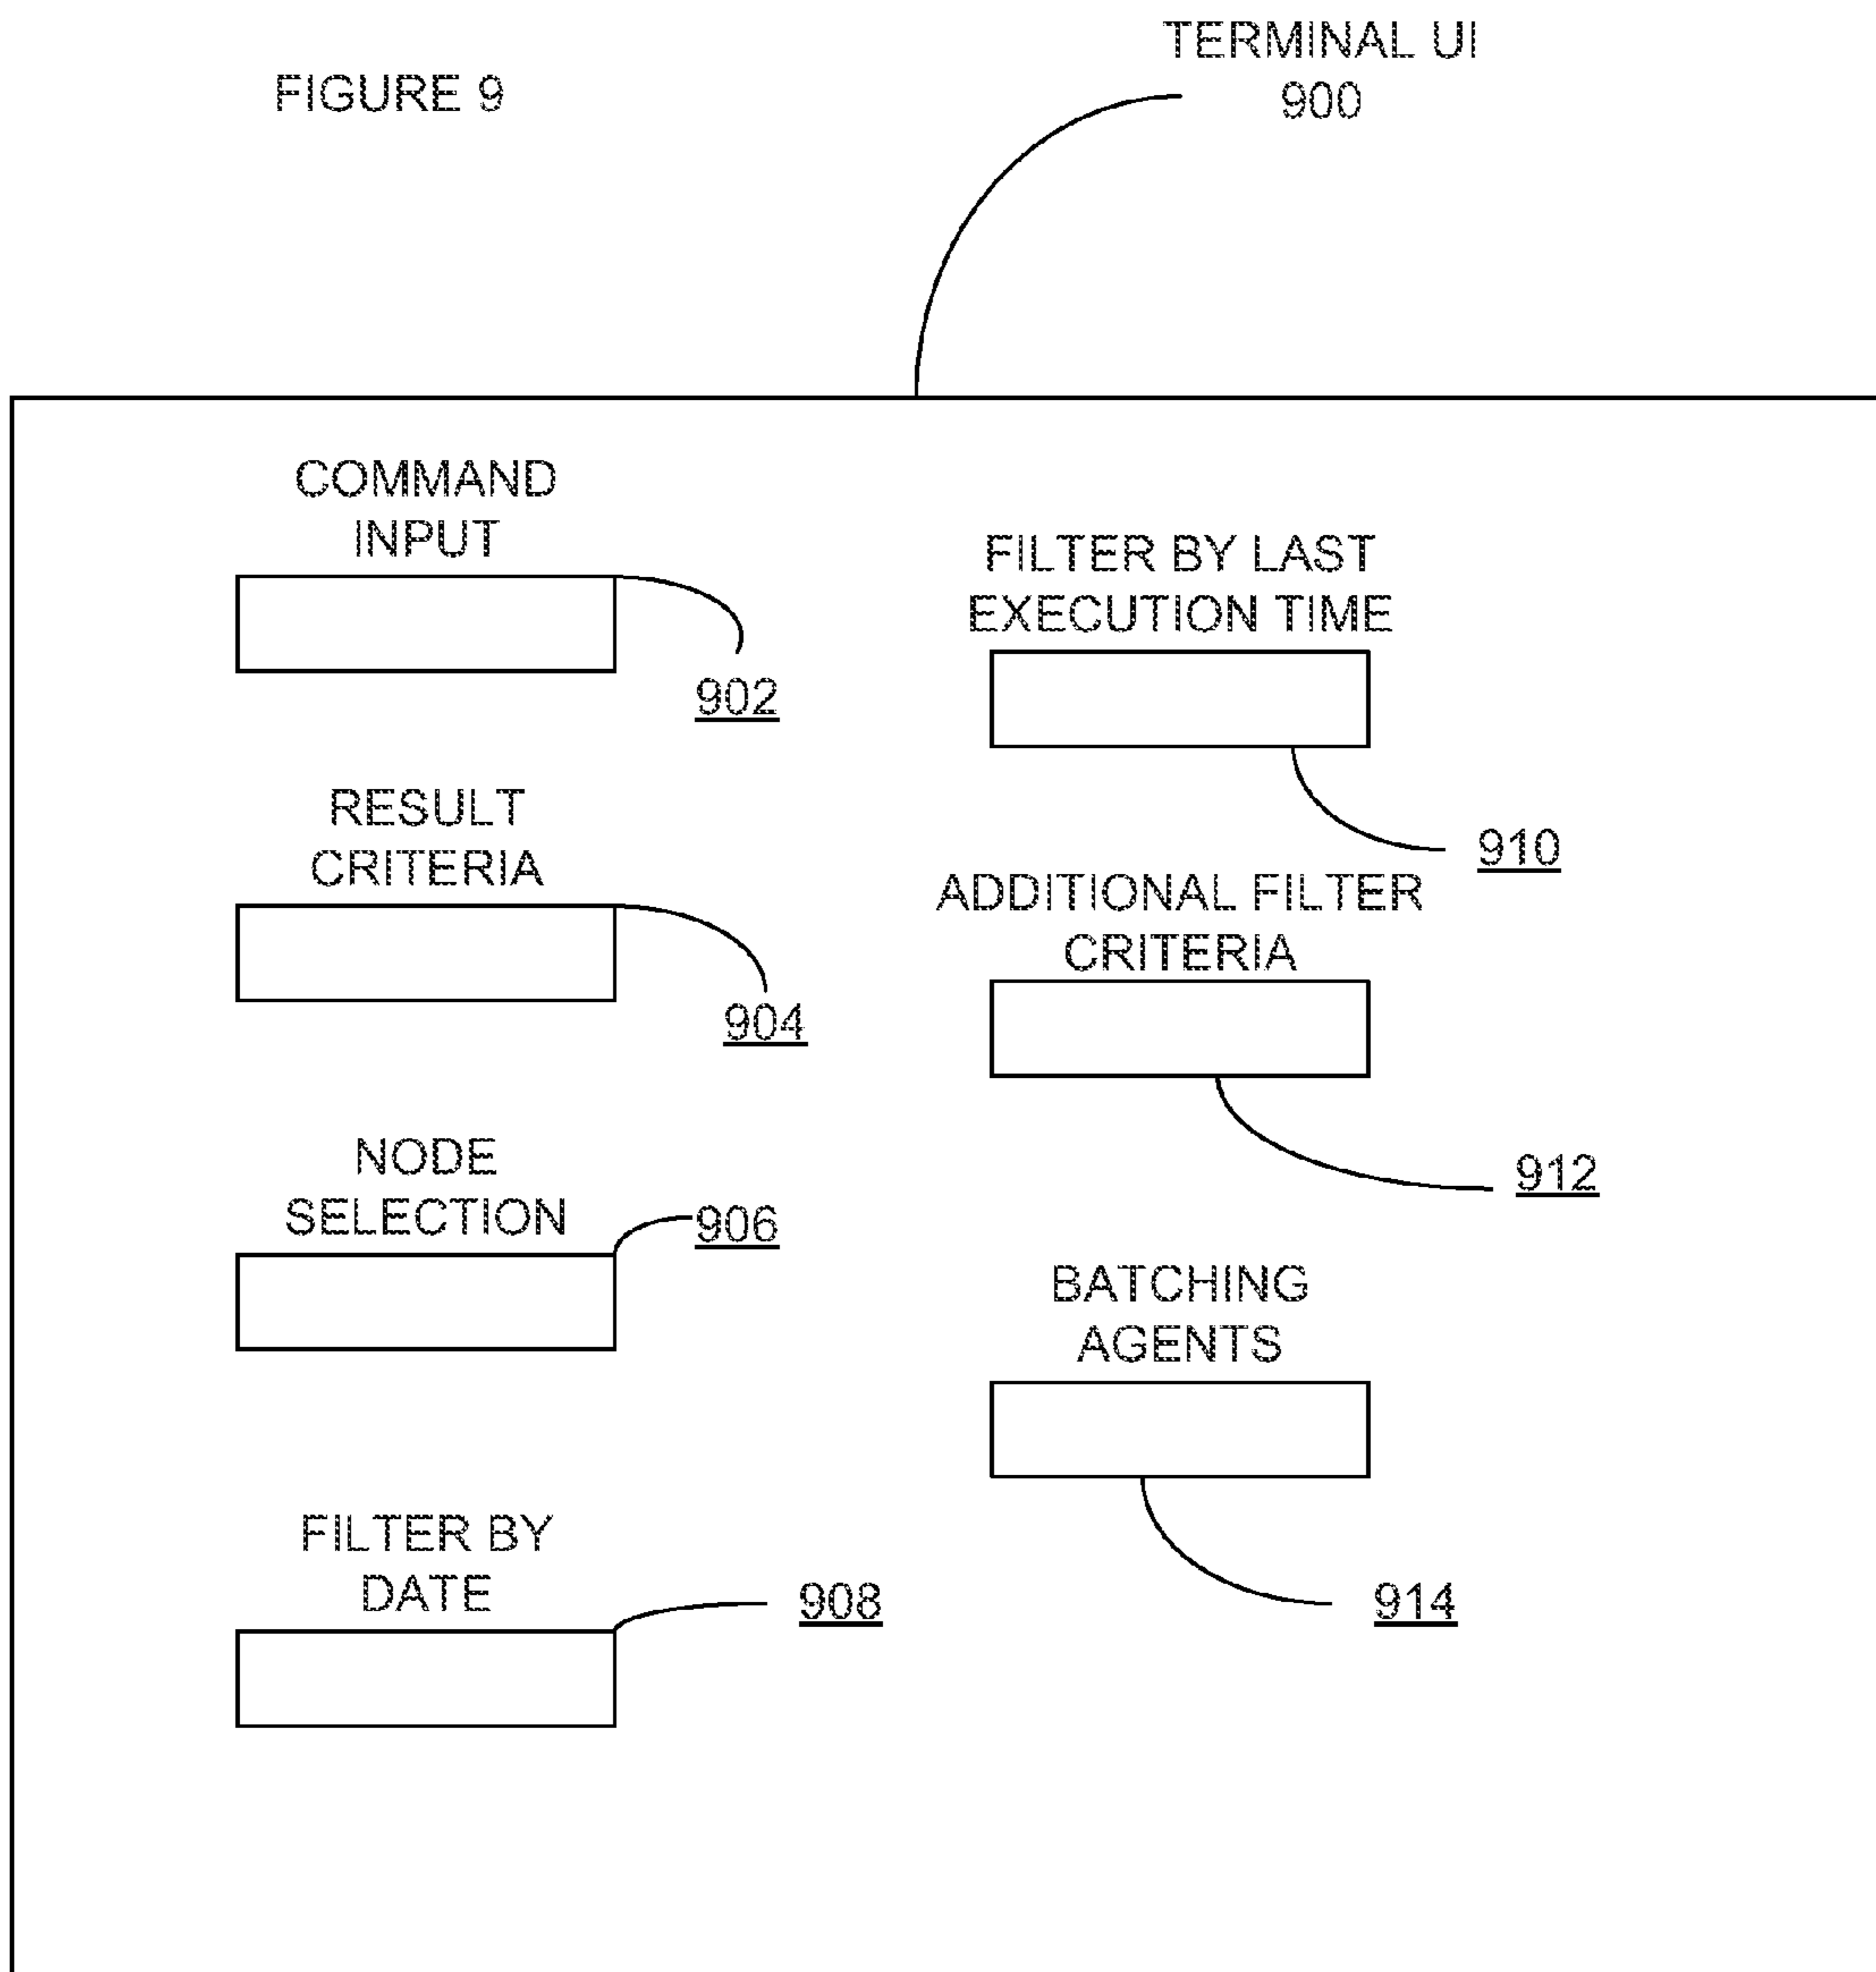 FIGURE 9
TERMINAL UI
900
COMMAND
INPUT
902
RESULT
CRITERIA
904
NODE
SELECTION
906
FILTER BY
DATE
908
FILTER BY LAST
EXECUTION TIME
910
ADDITIONAL FILTER
CRITERIA
912
BATCHING
AGENTS
914